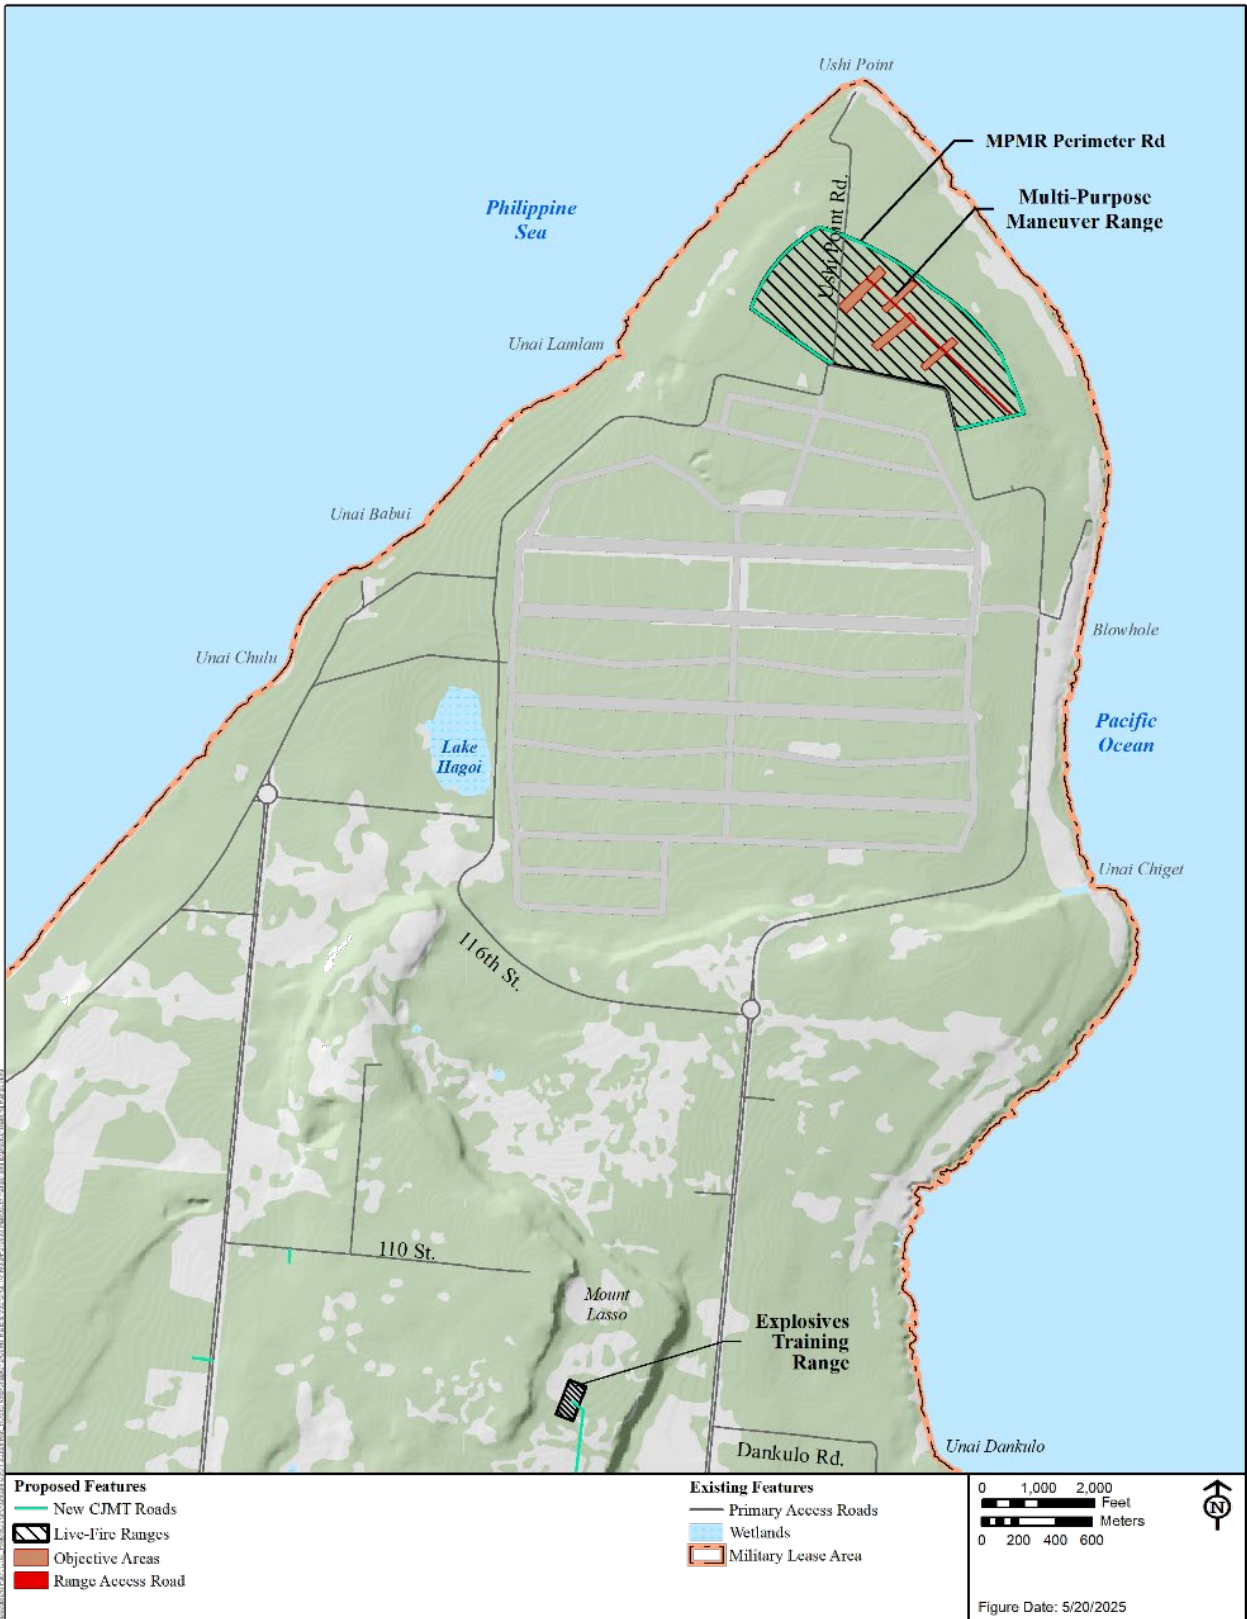 Ushi Point
MPMR Perimeter Rd
Multi-Purpose
Maneuver Range
Ushi Point Rd.
Philippine
Sea
Unai Lamlam
Unai Babui
Blowhole
Unai Chulu
Pacific
Ocean
Lake
Hagoi
Unai Chiget
116th St.
110 St.
Mount
Lasso
Explosives
Training
Range
Unai Dankulo
Dankulo Rd.
Proposed Features
New CJMT Roads
Live-Fire Ranges
Objective Areas
Range Access Road
Existing Features
Primary Access Roads
Wetlands
Military Lease Area
0 1,000 2,000
Feet
Meters
0 200 400 600
N
Figure Date: 5/20/2025